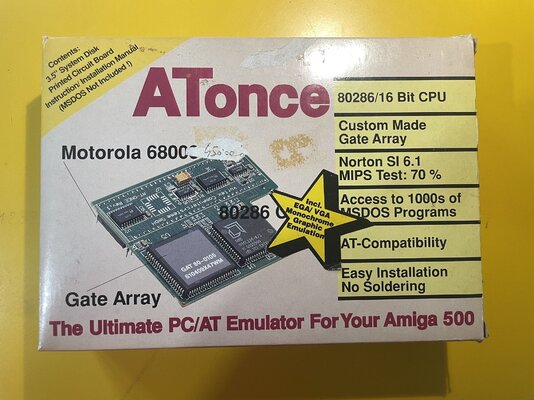 Contents:
3.5" System Disk
Printed Circuit Board
Instruction/Installation Manual
(MSDOS Not Included!)
ATonce
80286/16 Bit CPU
Custom Made
Gate Array
Norton SI 6.1
MIPS Test: 70 %
Access to 1000s of
MSDOS Programs
AT-Compatibility
Easy Installation
No Soldering
Motorola 6800
80286 C
Incl.
EGA/VGA
Monochrome
Graphic
Emulation
GAT 80-0105
Gate Array
The Ultimate PC/AT Emulator For Your Amiga 500